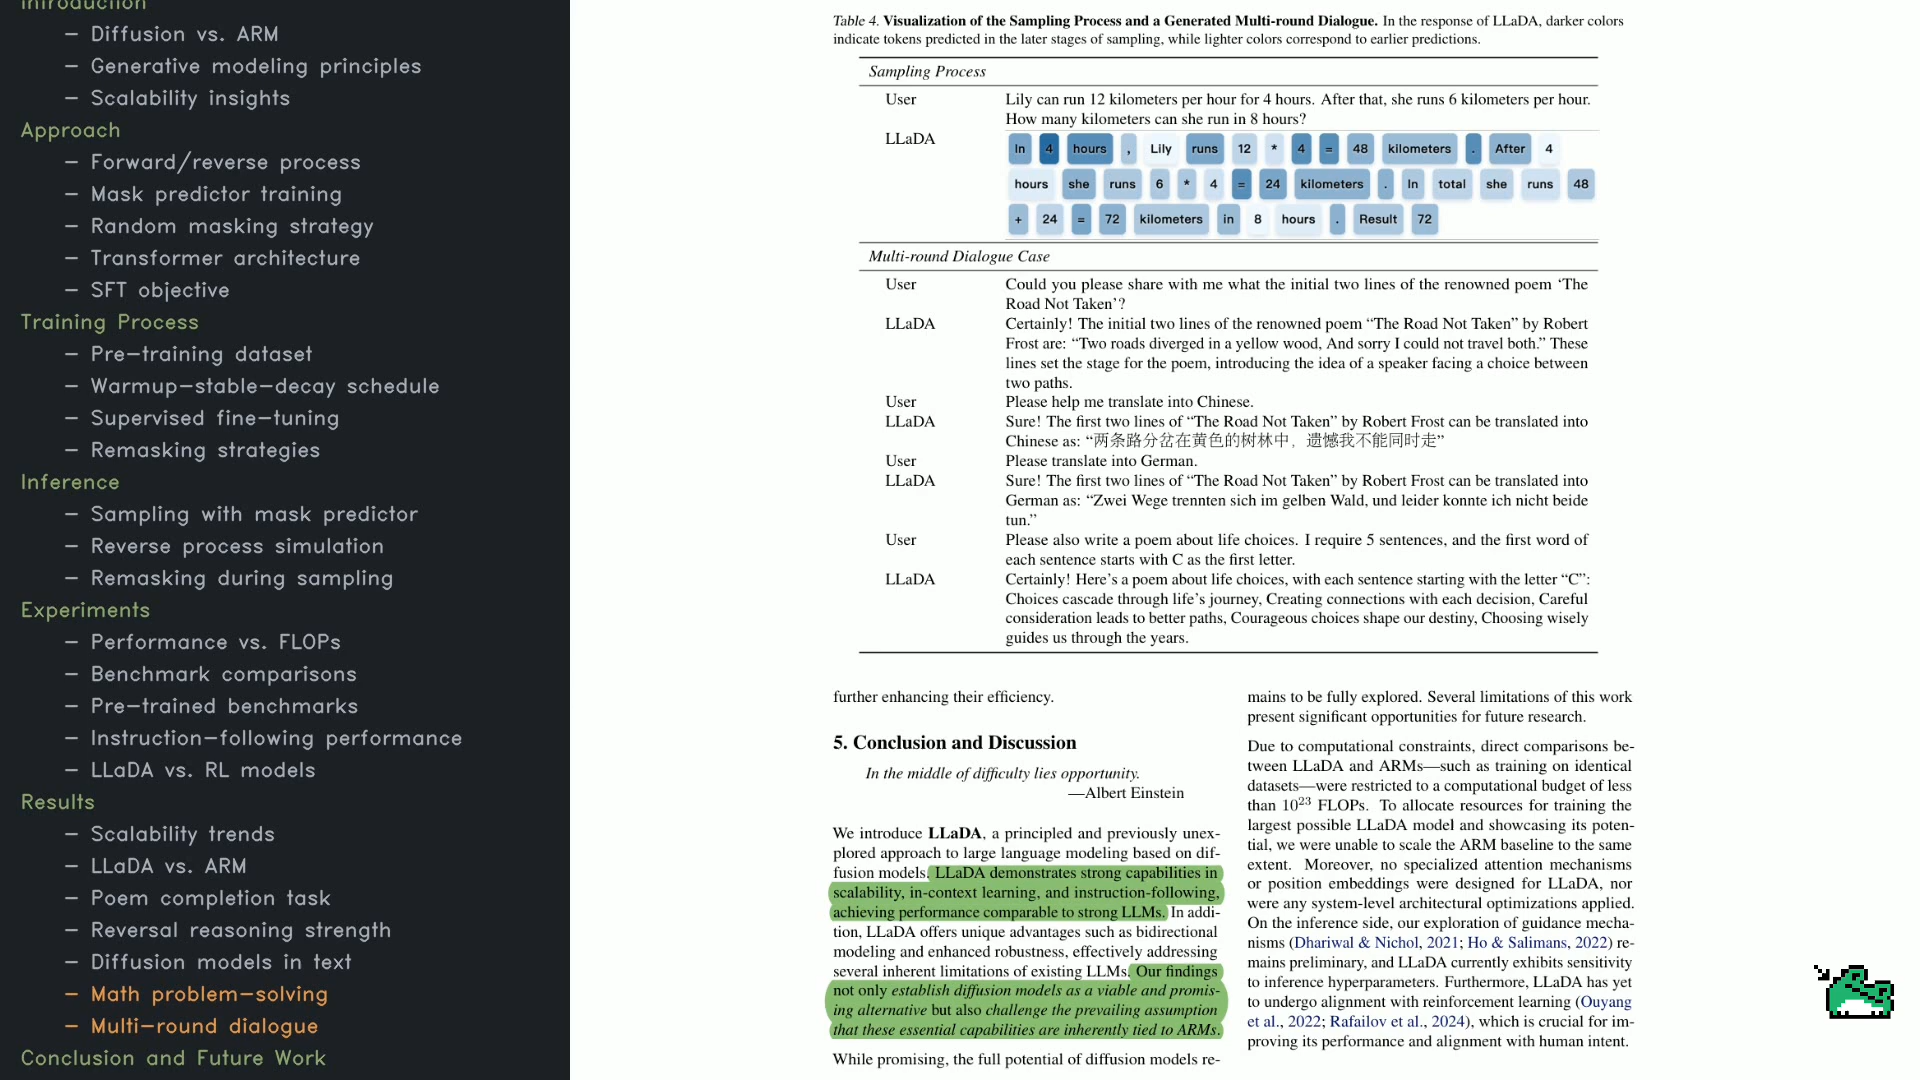 Introduction
— Diffusion vs. ARM
— Generative modeling principles
— Scalability insights
Approach
— Forward/reverse process
— Mask predictor training
— Random masking strategy
— Transformer architecture
— SFT objective
Training Process
— Pre-training dataset
— Warmup-stable-decay schedule
— Supervised fine-tuning
— Remasking strategies
Inference
— Sampling with mask predictor
— Reverse process simulation
— Remasking during sampling
Experiments
— Performance vs. FLOPs
— Benchmark comparisons
— Pre-trained benchmarks
— Instruction-following performance
— LLaDA vs. RL models
Results
— Scalability trends
— LLaDA vs. ARM
— Poem completion task
— Reversal reasoning strength
— Diffusion models in text
— Math problem-solving
— Multi-round dialogue
Conclusion and Future Work
Table 4. Visualization of the Sampling Process and a Generated Multi-round Dialogue. In the response of LLaDA, darker colors
indicate tokens predicted in the later stages of sampling, while lighter colors correspond to earlier predictions.
Sampling Process
User Lily can run 12 kilometers per hour for 4 hours. After that, she runs 6 kilometers per hour.
How many kilometers can she run in 8 hours?
LLaDA In 4 hours , Lily runs 12 * 4 = 48 kilometers . After 4
hours she runs 6 * 4 = 24 kilometers . In total she runs 48
+ 24 = 72 kilometers in 8 hours . Result 72
Multi-round Dialogue Case
User Could you please share with me what the initial two lines of the renowned poem ‘The
Road Not Taken’?
LLaDA Certainly! The initial two lines of the renowned poem “The Road Not Taken” by Robert
Frost are: “Two roads diverged in a yellow wood, And sorry I could not travel both.” These
lines set the stage for the poem, introducing the idea of a speaker facing a choice between
two paths.
User Please help me translate into Chinese.
LLaDA Sure! The first two lines of “The Road Not Taken” by Robert Frost can be translated into
Chinese as: “两条路分岔在黄色的树林中，遗憾我不能同时走”
User Please translate into German.
LLaDA Sure! The first two lines of “The Road Not Taken” by Robert Frost can be translated into
German as: “Zwei Wege trennten sich im gelben Wald, und leider konnte ich nicht beide
tun.”
User Please also write a poem about life choices. I require 5 sentences, and the first word of
each sentence starts with C as the first letter.
LLaDA Certainly! Here’s a poem about life choices, with each sentence starting with the letter “C”:
Choices cascade through life’s journey, Creating connections with each decision, Careful
consideration leads to better paths, Courageous choices shape our destiny, Choosing wisely
guides us through the years.
further enhancing their efficiency.
5. Conclusion and Discussion
In the middle of difficulty lies opportunity.
—Albert Einstein
We introduce LLaDA, a principled and previously unex-
plored approach to large language modeling based on dif-
fusion models. LLaDA demonstrates strong capabilities in
scalability, in-context learning, and instruction-following,
achieving performance comparable to strong LLMs. In addi-
tion, LLaDA offers unique advantages such as bidirectional
modeling and enhanced robustness, effectively addressing
several inherent limitations of existing LLMs. Our findings
not only establish diffusion models as a viable and promis-
ing alternative but also challenge the prevailing assumption
that these essential capabilities are inherently tied to ARMs.
While promising, the full potential of diffusion models re-
mains to be fully explored. Several limitations of this work
present significant opportunities for future research.
Due to computational constraints, direct comparisons be-
tween LLaDA and ARMs—such as training on identical
datasets—were restricted to a computational budget of less
than 10²³ FLOPs. To allocate resources for training the
largest possible LLaDA model and showcasing its poten-
tial, we were unable to scale the ARM baseline to the same
extent. Moreover, no specialized attention mechanisms
or position embeddings were designed for LLaDA, nor
were any system-level architectural optimizations applied.
On the inference side, our exploration of guidance mecha-
nisms (Dhariwal & Nichol, 2021; Ho & Salimans, 2022) re-
mains preliminary, and LLaDA currently exhibits sensitivity
to inference hyperparameters. Furthermore, LLaDA has yet
to undergo alignment with reinforcement learning (Ouyang
et al., 2022; Rafailov et al., 2024), which is crucial for im-
proving its performance and alignment with human intent.